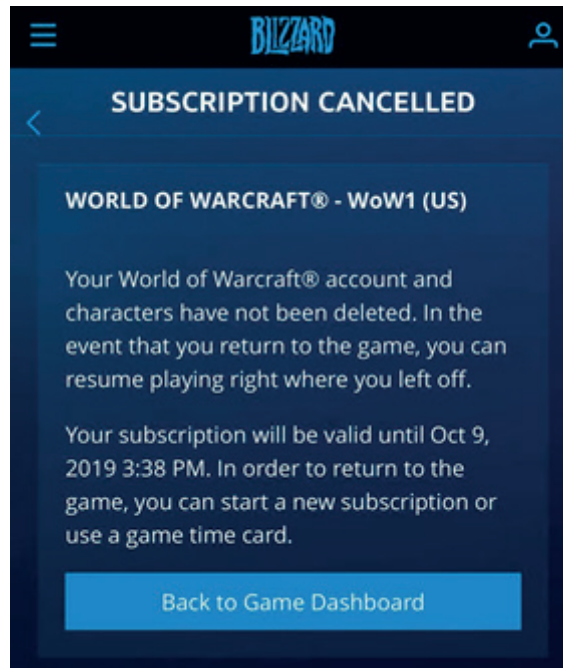 BLIZZARD
SUBSCRIPTION CANCELLED
WORLD OF WARCRAFT® - WoW1 (US)
Your World of Warcraft® account and
characters have not been deleted. In the
event that you return to the game, you can
resume playing right where you left off.
Your subscription will be valid until Oct 9,
2019 3:38 PM. In order to return to the
game, you can start a new subscription or
use a game time card.
Back to Game Dashboard